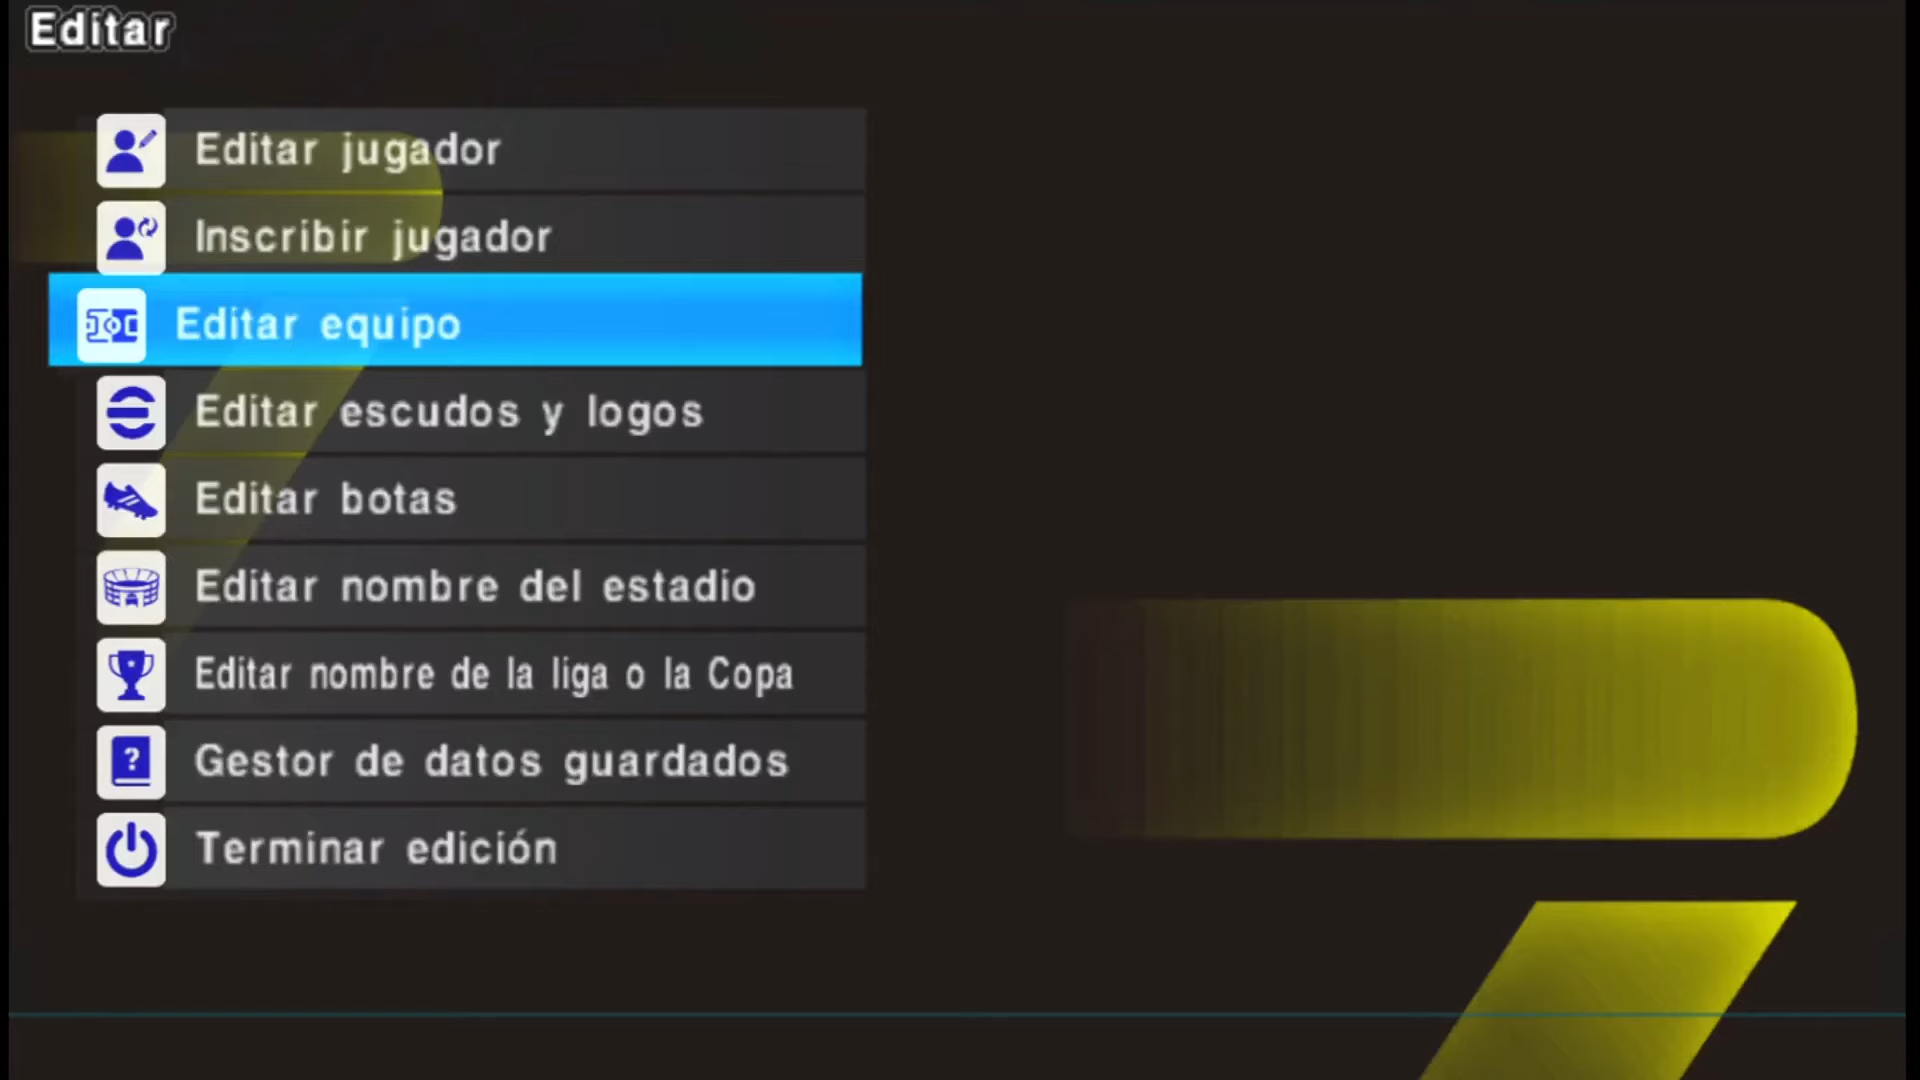 Editar
Editar jugador
Inscribir jugador
Editar equipo
Editar escudos y logos
Editar botas
Editar nombre del estadio
Editar nombre de la liga o la Copa
Gestor de datos guardados
Terminar edición